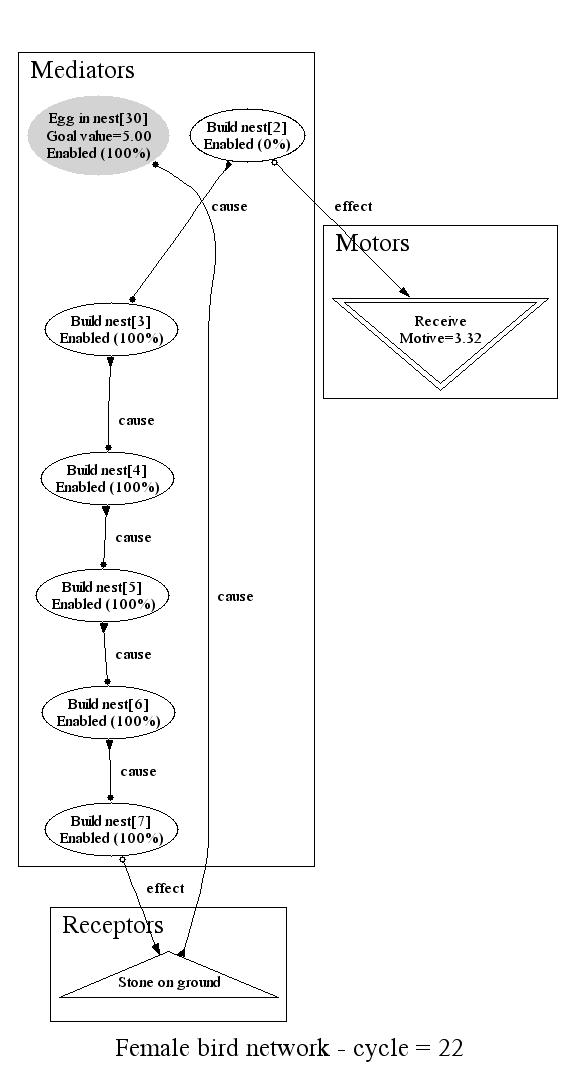 Mediators
Egg in nest[30]
Goal value=5.00
Enabled (100%)
Build nest[2]
Enabled (0%)
cause
effect
Motors
Receive
Motive=3.32
Build nest[3]
Enabled (100%)
cause
Build nest[4]
Enabled (100%)
cause
Build nest[5]
Enabled (100%)
cause
cause
Build nest[6]
Enabled (100%)
cause
Build nest[7]
Enabled (100%)
effect
Receptors
Stone on ground
Female bird network - cycle = 22